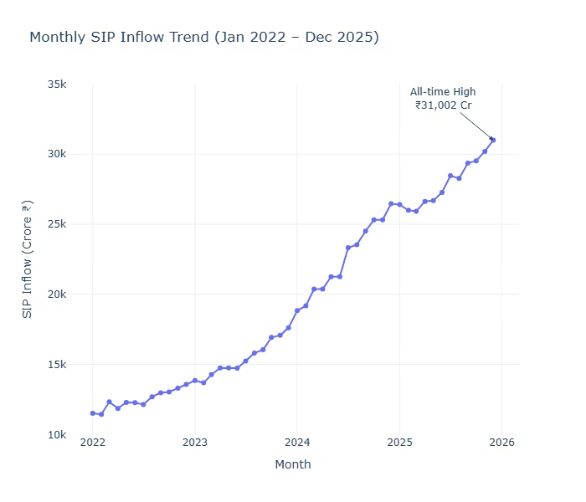 Monthly SIP Inflow Trend (Jan 2022 – Dec 2025)
35k
All-time High
₹31,002 Cr
30k
25k
20k
15k
10k
SIP Inflow (Crore ₹)
2022
2023
2024
2025
2026
Month